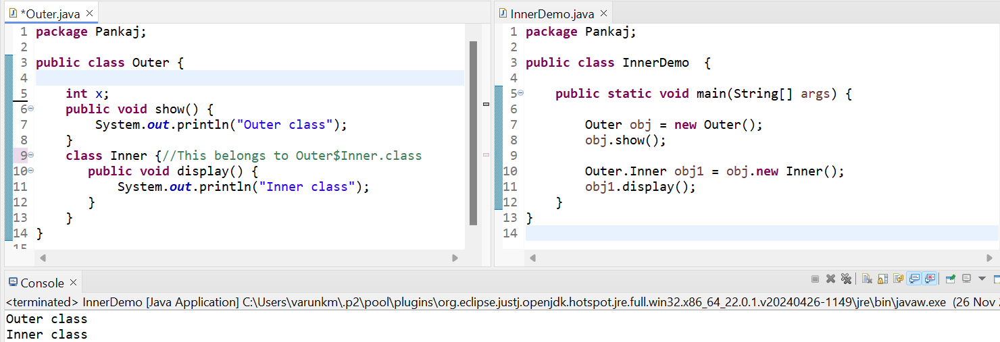 *Outer.java
1 package Pankaj;
2
3 public class Outer {
4
5     int x;
6     public void show() {
7         System.out.println("Outer class");
8     }
9     class Inner {//This belongs to Outer$Inner.class
10        public void display() {
11            System.out.println("Inner class");
12        }
13     }
14 }
15
InnerDemo.java
1 package Pankaj;
2
3 public class InnerDemo  {
4
5     public static void main(String[] args) {
6
7         Outer obj = new Outer();
8         obj.show();
9
10        Outer.Inner obj1 = obj.new Inner();
11        obj1.display();
12    }
13 }
14
Console
<terminated> InnerDemo [Java Application] C:\Users\varunkm\.p2\pool\plugins\org.eclipse.justj.openjdk.hotspot.jre.full.win32.x86_64_22.0.1.v20240426-1149\jre\bin\javaw.exe (26 Nov
Outer class
Inner class